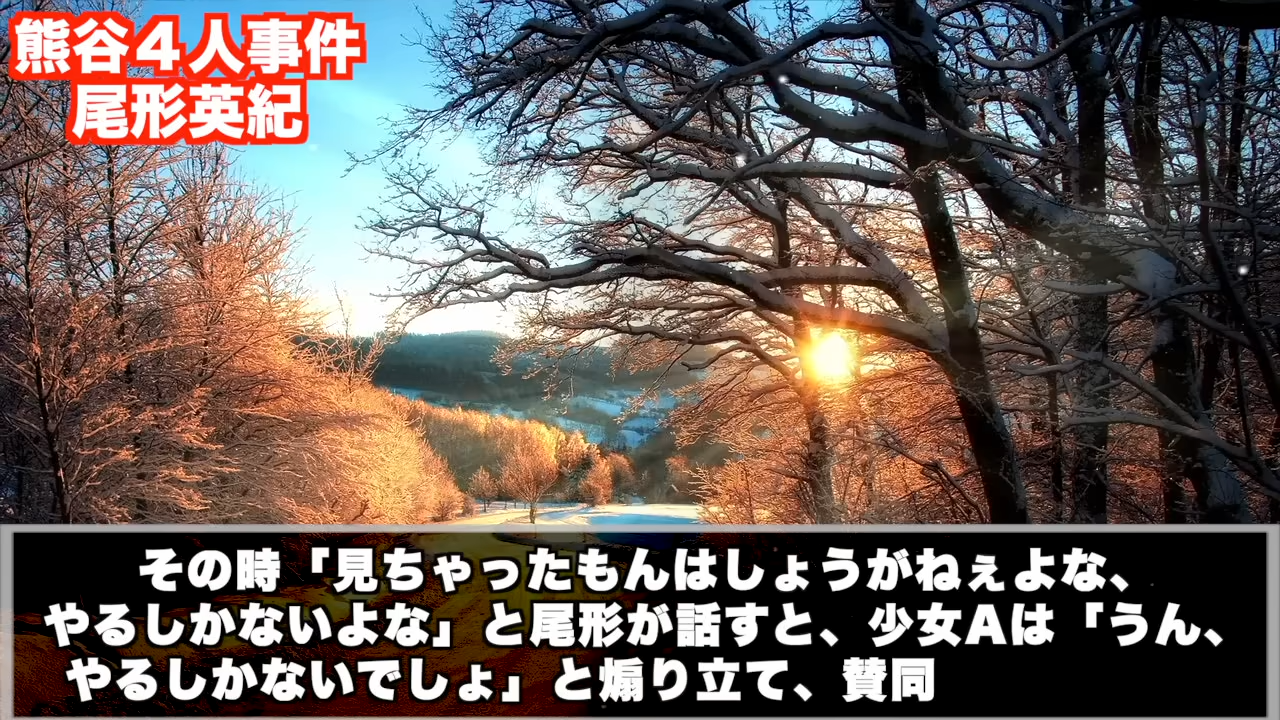 熊谷4人事件
尾形英紀
その時「見ちゃったもんはしょうがねぇよな、
やるしかないよな」と尾形が話すと、少女Aは「うん、
やるしかないでしょ」と煽り立て、賛同